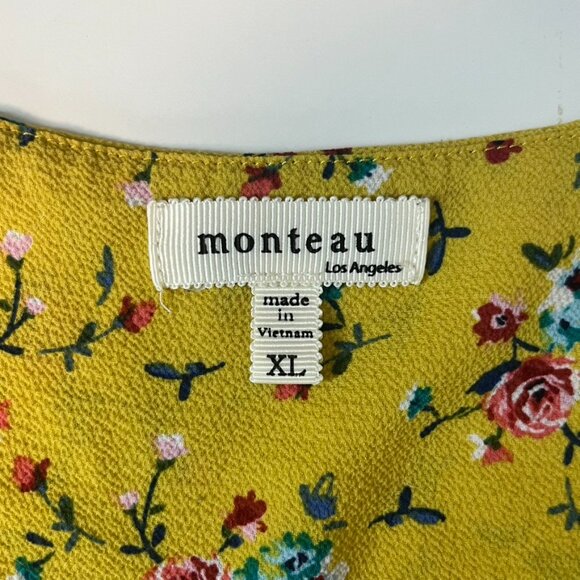 monteau
Los Angeles
made
in
Vietnam
XL